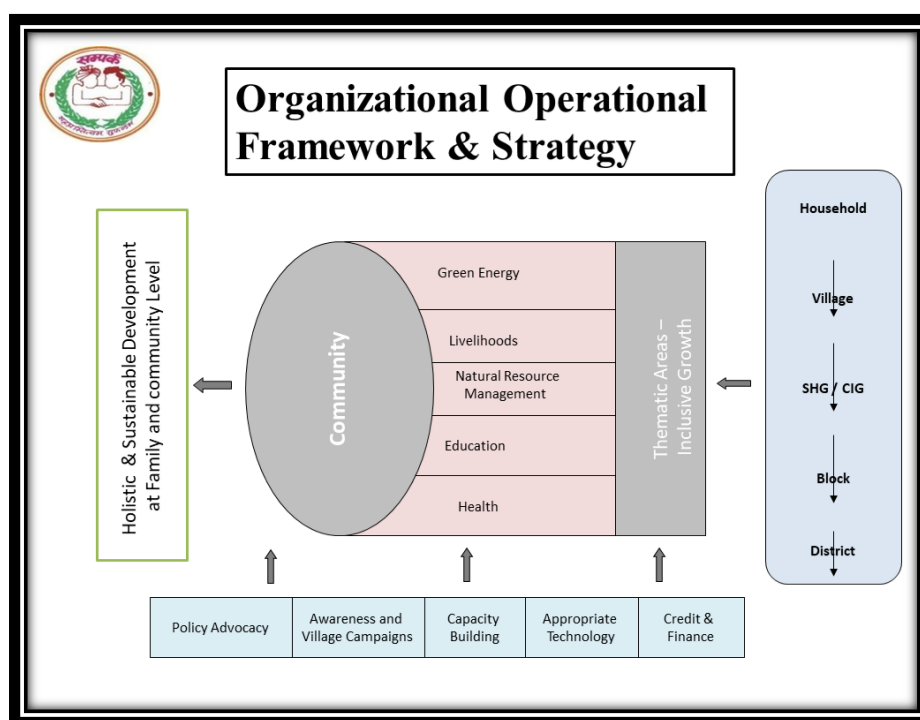 सम्पर्क
Organizational Operational
Framework & Strategy
Holistic & Sustainable Development
at Family and community Level
Community
Green Energy
Livelihoods
Natural Resource
Management
Education
Health
Thematic Areas –
Inclusive Growth
Household
Village
SHG / CIG
Block
District
Policy Advocacy
Awareness and
Village Campaigns
Capacity
Building
Appropriate
Technology
Credit &
Finance